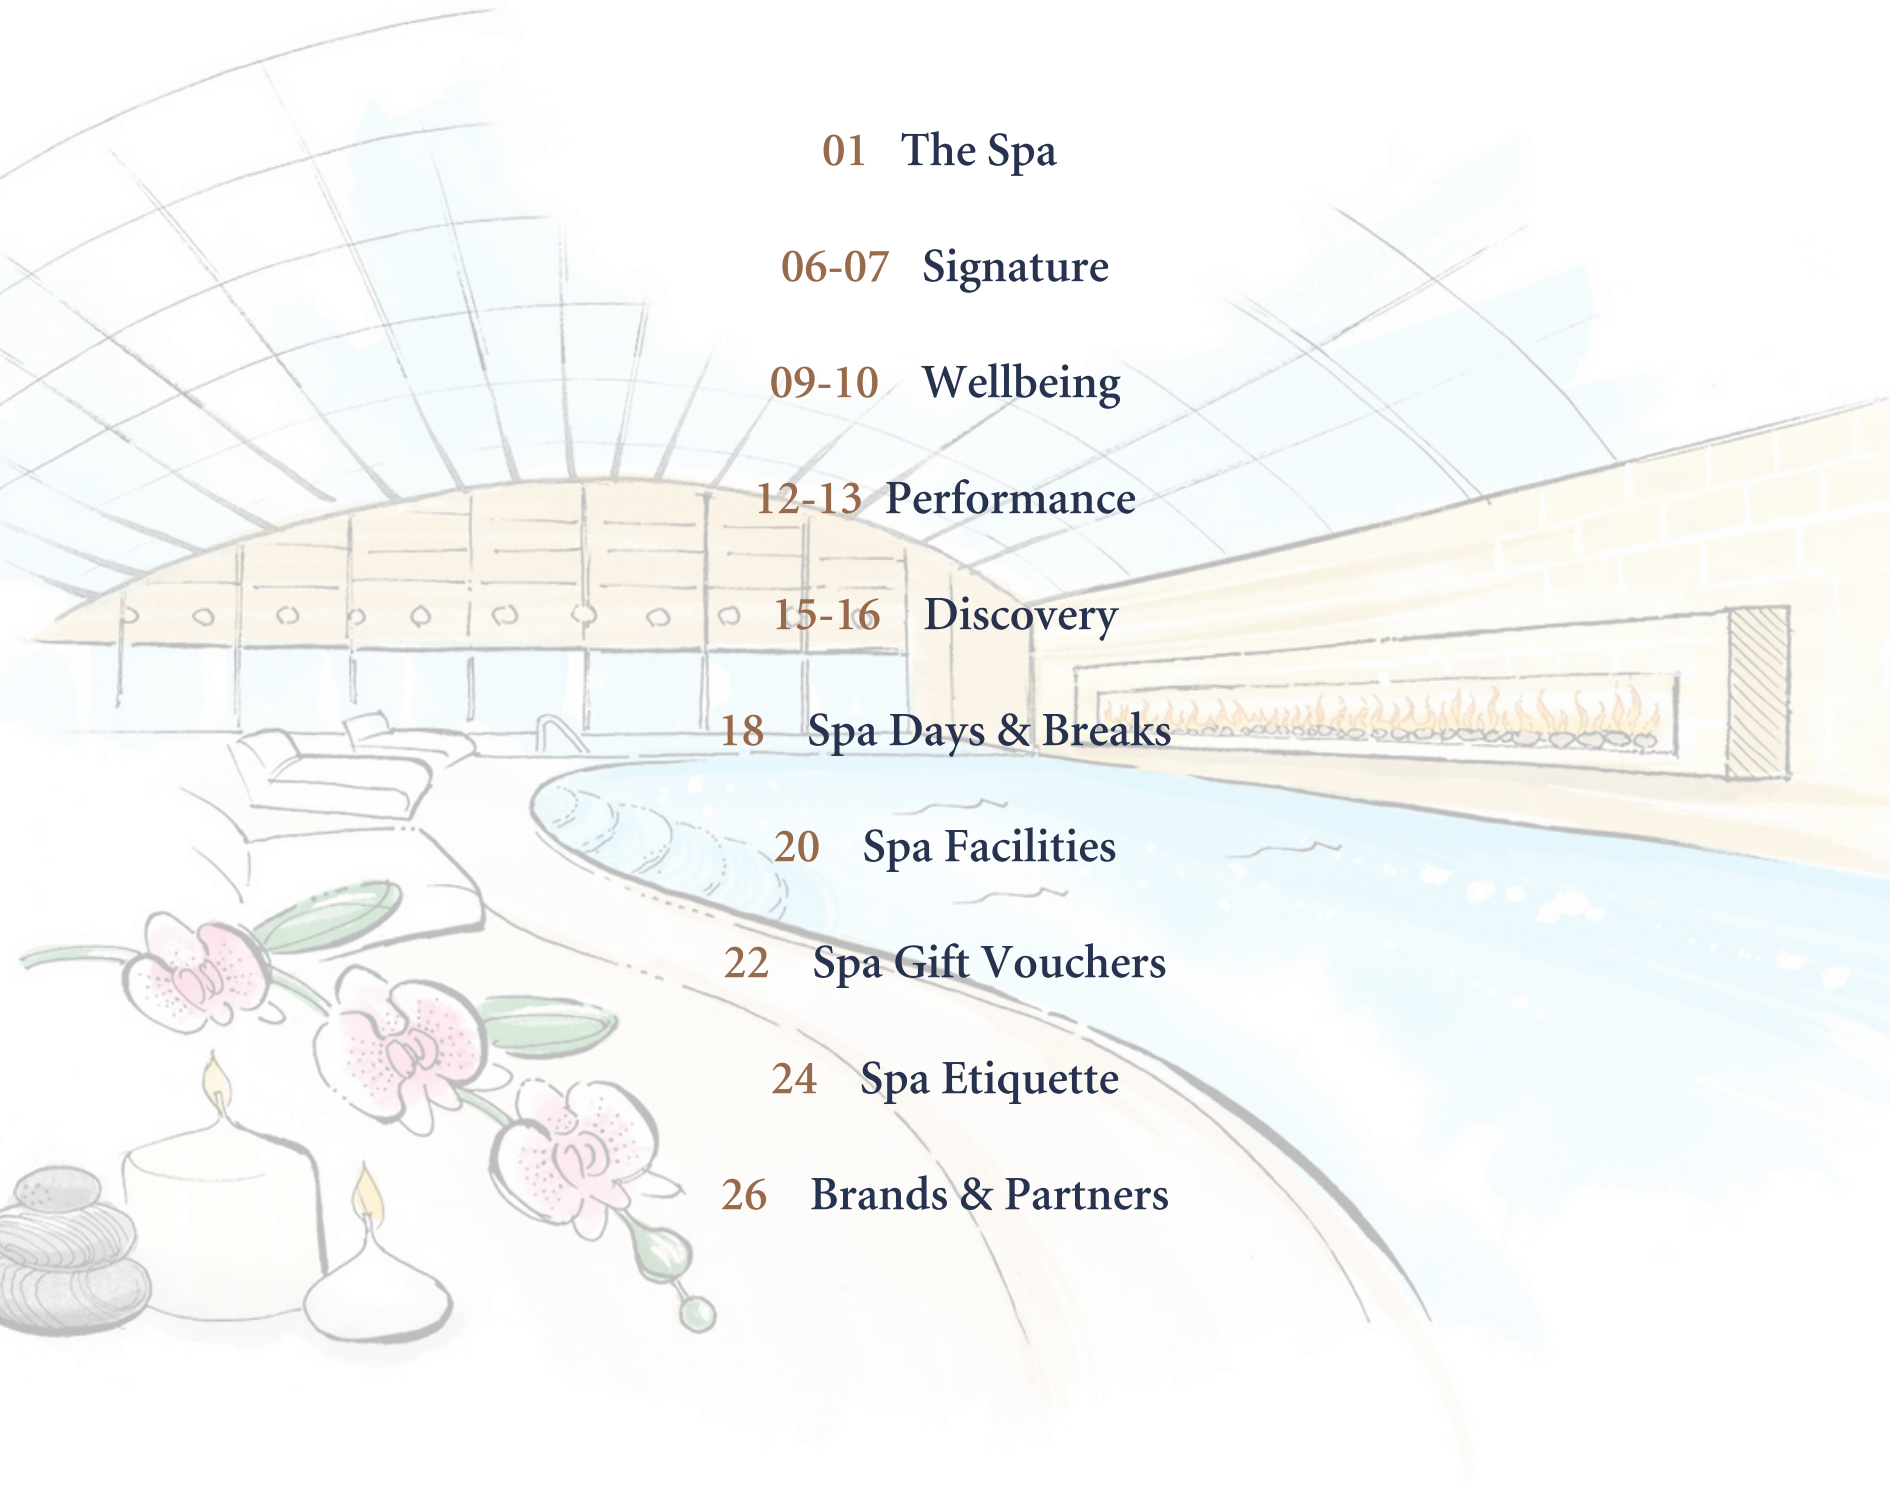 01 The Spa
06-07 Signature
09-10 Wellbeing
12-13 Performance
15-16 Discovery
18 Spa Days & Breaks
20 Spa Facilities
22 Spa Gift Vouchers
24 Spa Etiquette
26 Brands & Partners